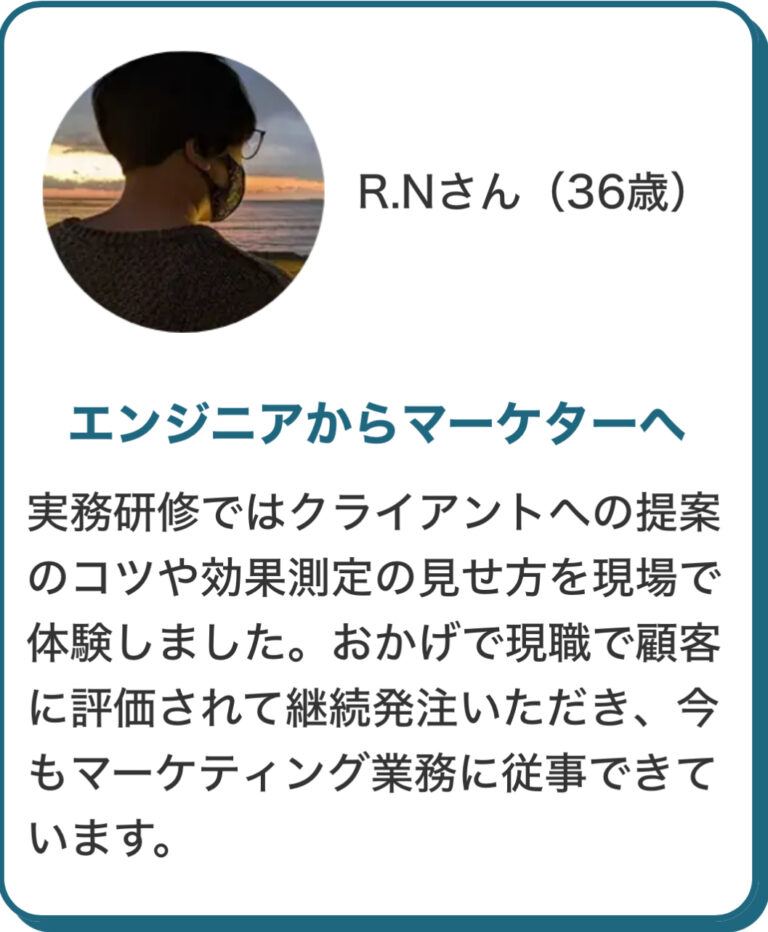 R.Nさん（36歳）
エンジニアからマーケターへ
実務研修ではクライアントへの提案
のコツや効果測定の見せ方を現場で
体験しました。おかげで現職で顧客
に評価されて継続発注いただき、今
もマーケティング業務に従事できて
います。